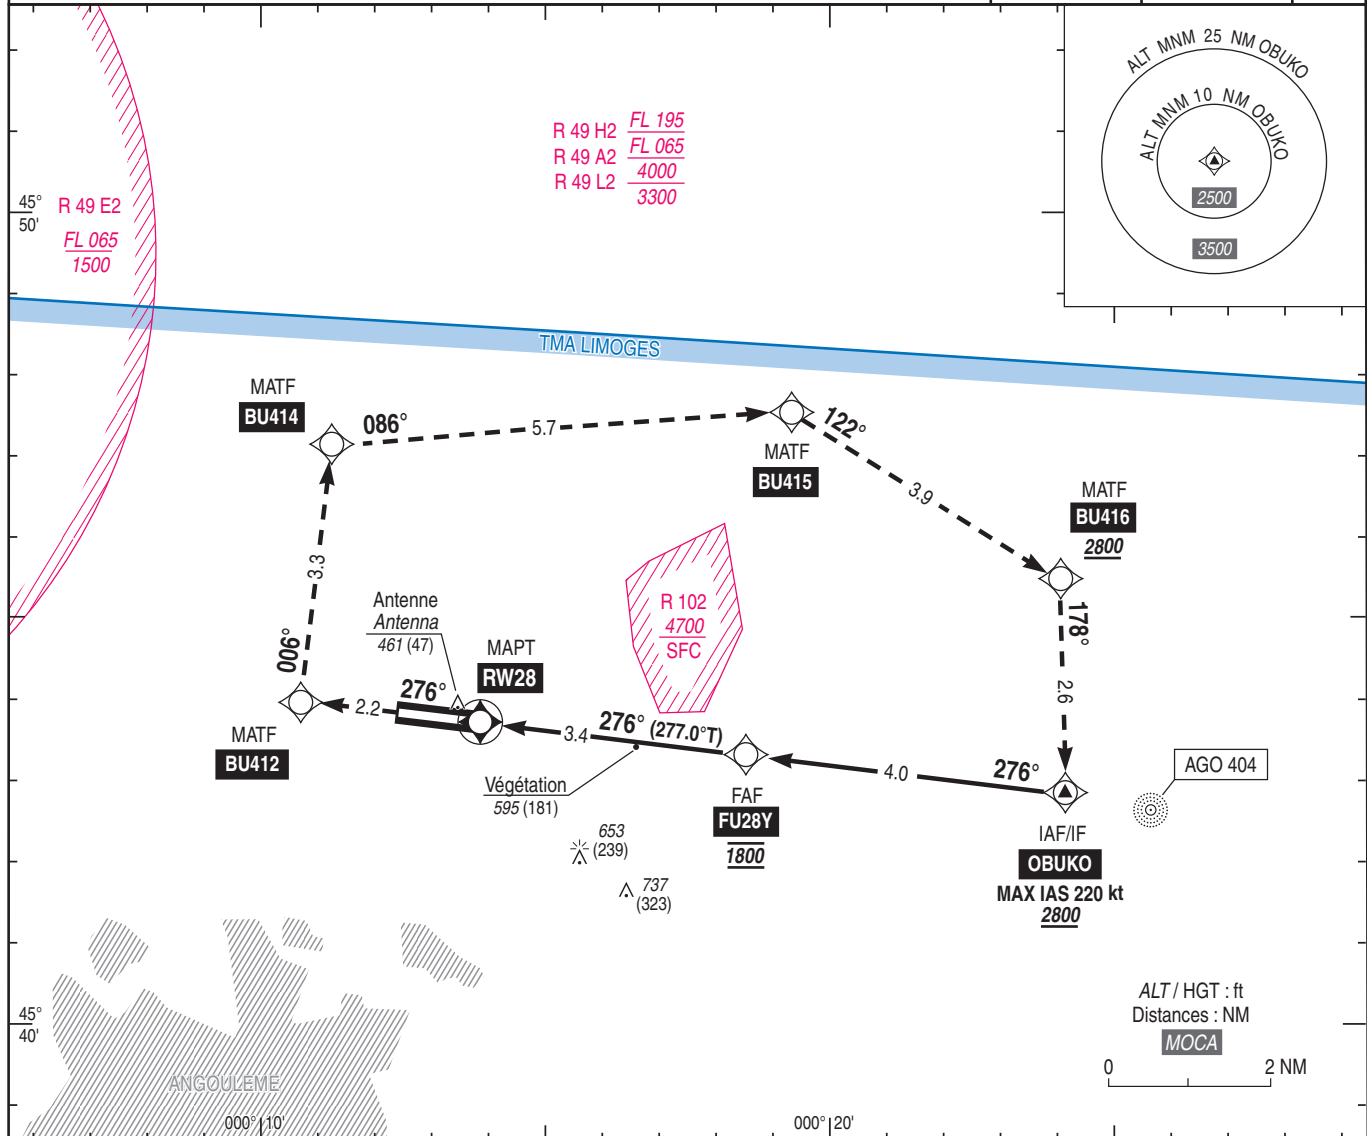 ALT MNM 25 NM OBUKO
ALT MNM 10 NM OBUKO
2500
3500
R 49 H2 FL 195
R 49 A2 FL 065
4000
R 49 L2
3300
45°
50'
R 49 E2
FL 065
1500
TMA LIMOGES
MATF
BU414
086°
5.7
122°
MATF
BU415
3.9
MATF
BU416
2800
3.3
006°
178°
2.6
R 102
4700
SFC
Antenne
Antenna
461 (47)
MAPT
RW28
276°
2.2
MATF
BU412
3.4
276° (277.0°T)
4.0
276°
AGO 404
Végétation
595 (181)
FAF
FU28Y
1800
IAF/IF
OBUKO
MAX IAS 220 kt
2800
653
(239)
737
(323)
45°
40'
ANGOULEME
ALT / HGT : ft
Distances : NM
MOCA
0 2 NM
000° 10'
000° 20'